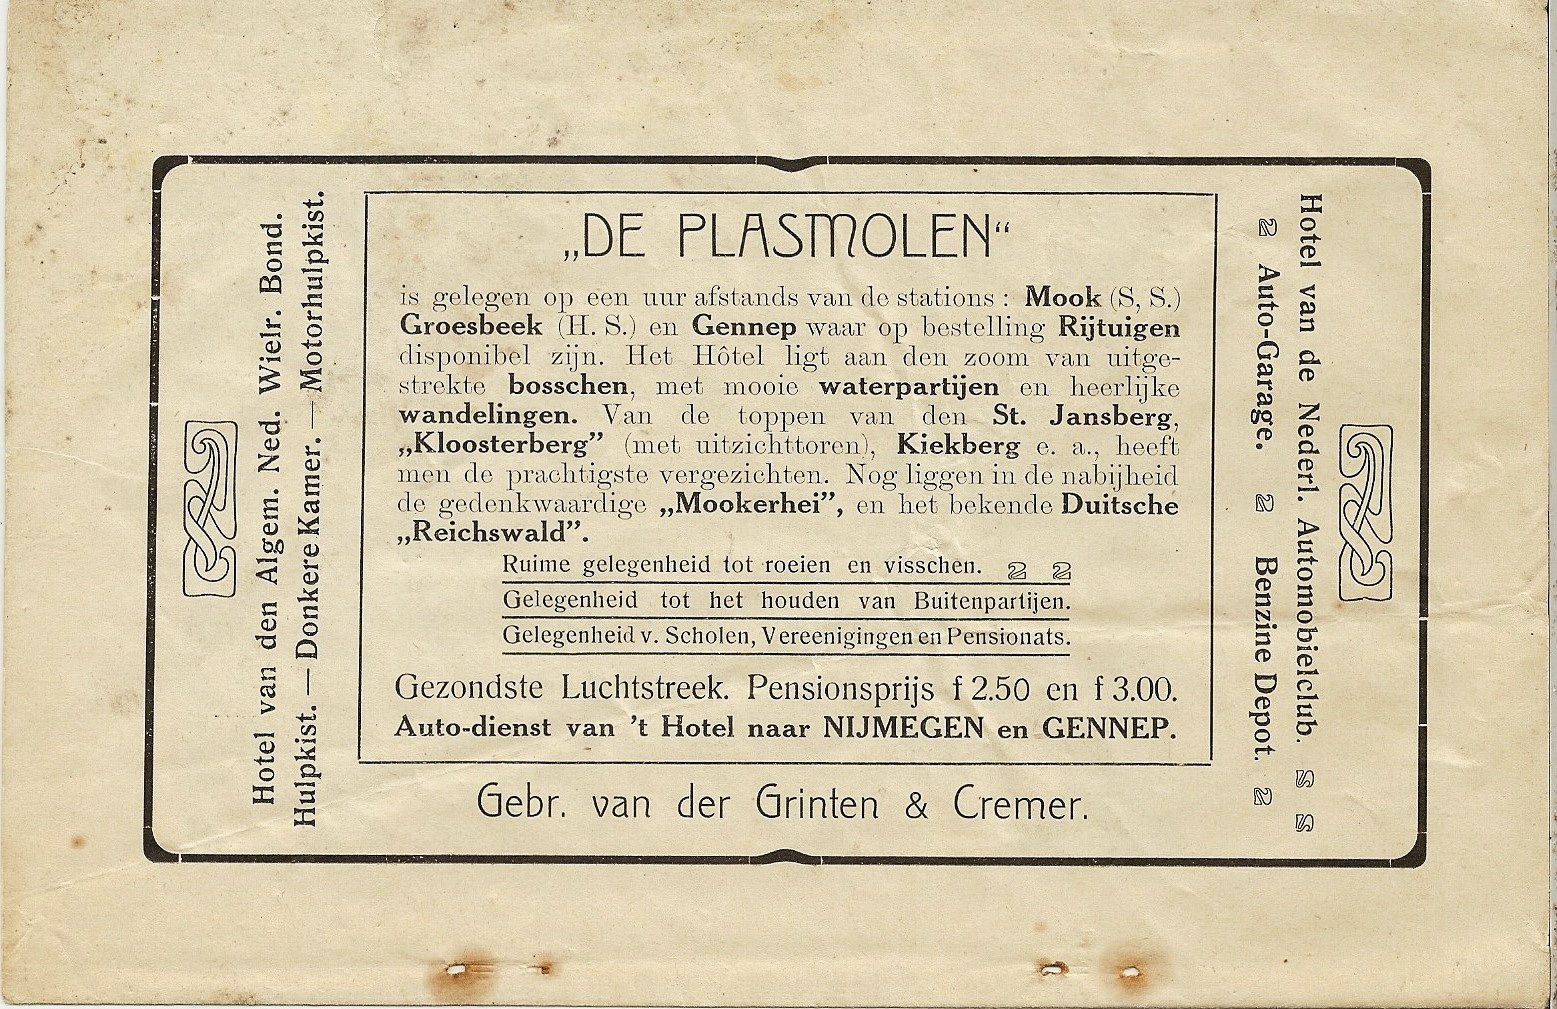 Hotel van den Algem. Ned. Wielr. Bond.
Hulpkist. — Donkere Kamer. — Motorhulpkist.
„DE PLASMOLEN“
is gelegen op een uur afstands van de stations : Mook (S, S.)
Groesbeek (H. S.) en Gennep waar op bestelling Rijtuigen
disponibel zijn. Het Hôtel ligt aan den zoom van uitge-
strekte bosschen, met mooie waterpartijen en heerlijke
wandelingen. Van de toppen van den St. Jansberg,
„Kloosterberg” (met uitzichttoren), Kiekberg e. a., heeft
men de prachtigste vergezichten. Nog liggen in de nabijheid
de gedenkwaardige „Mookerhei”, en het bekende Duitsche
„Reichswald”.
Ruime gelegenheid tot roeien en visschen.
Gelegenheid tot het houden van Buitenpartijen.
Gelegenheid v. Scholen, Vereenigingen en Pensionats.
Gezondste Luchtstreek. Pensionsprijs f 2.50 en f 3.00.
Auto-dienst van 't Hotel naar NIJMEGEN en GENNEP.
Gebr. van der Grinten & Cremer.
Hotel van de Nederl. Automobielclub.
Auto-Garage. Benzine Depot.